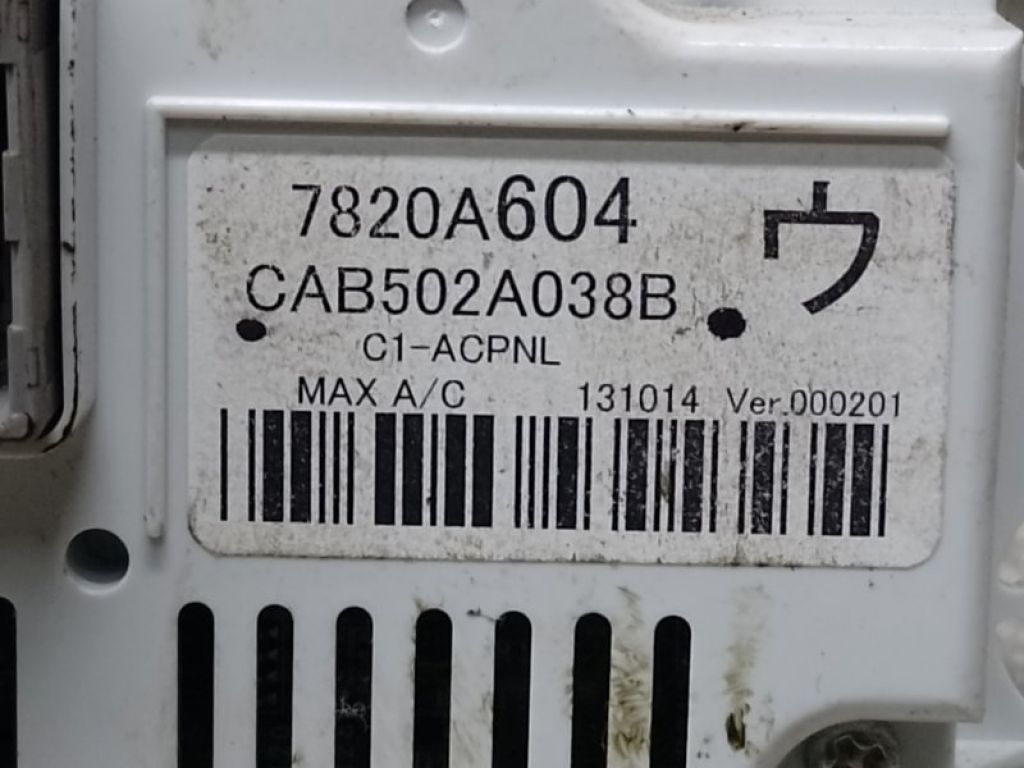 7820A604
ウ
CAB502A038B
C1-ACPNL
MAX A/C 131014 Ver.000201